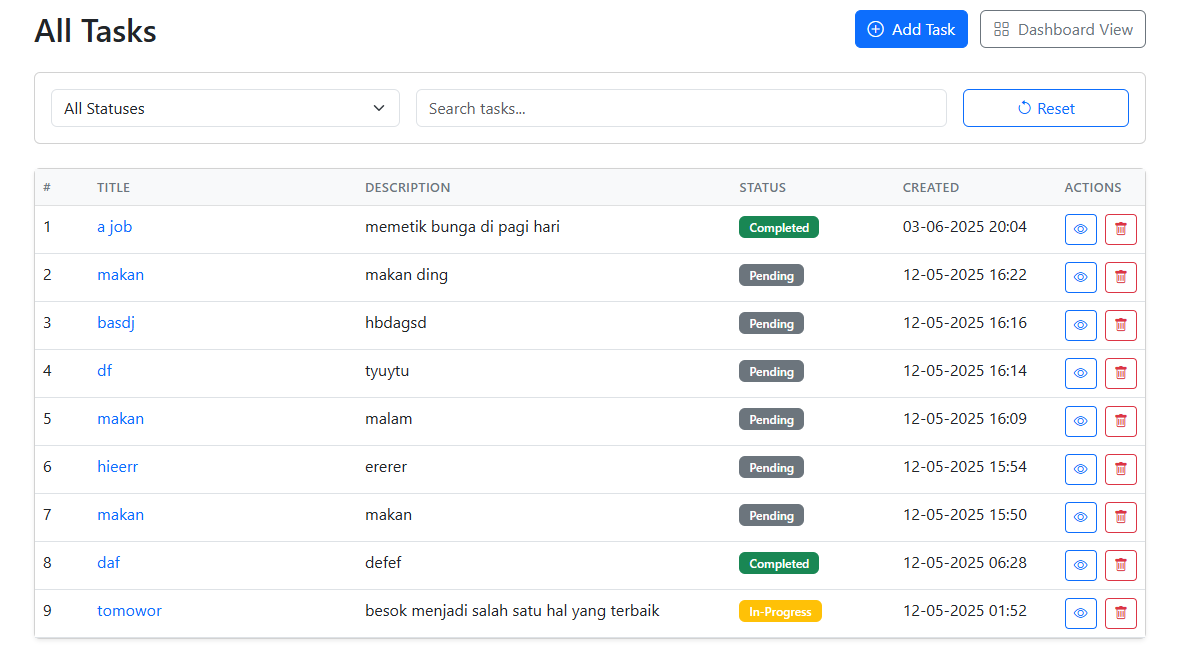 All Tasks
Add Task
Dashboard View
All Statuses
Search tasks...
Reset
# TITLE DESCRIPTION STATUS CREATED ACTIONS
1 a job memetik bunga di pagi hari Completed 03-06-2025 20:04
2 makan makan ding Pending 12-05-2025 16:22
3 basdj hbdagsd Pending 12-05-2025 16:16
4 df tyuytu Pending 12-05-2025 16:14
5 makan malam Pending 12-05-2025 16:09
6 hieerr ererer Pending 12-05-2025 15:54
7 makan makan Pending 12-05-2025 15:50
8 daf defef Completed 12-05-2025 06:28
9 tomowor besok menjadi salah satu hal yang terbaik In-Progress 12-05-2025 01:52